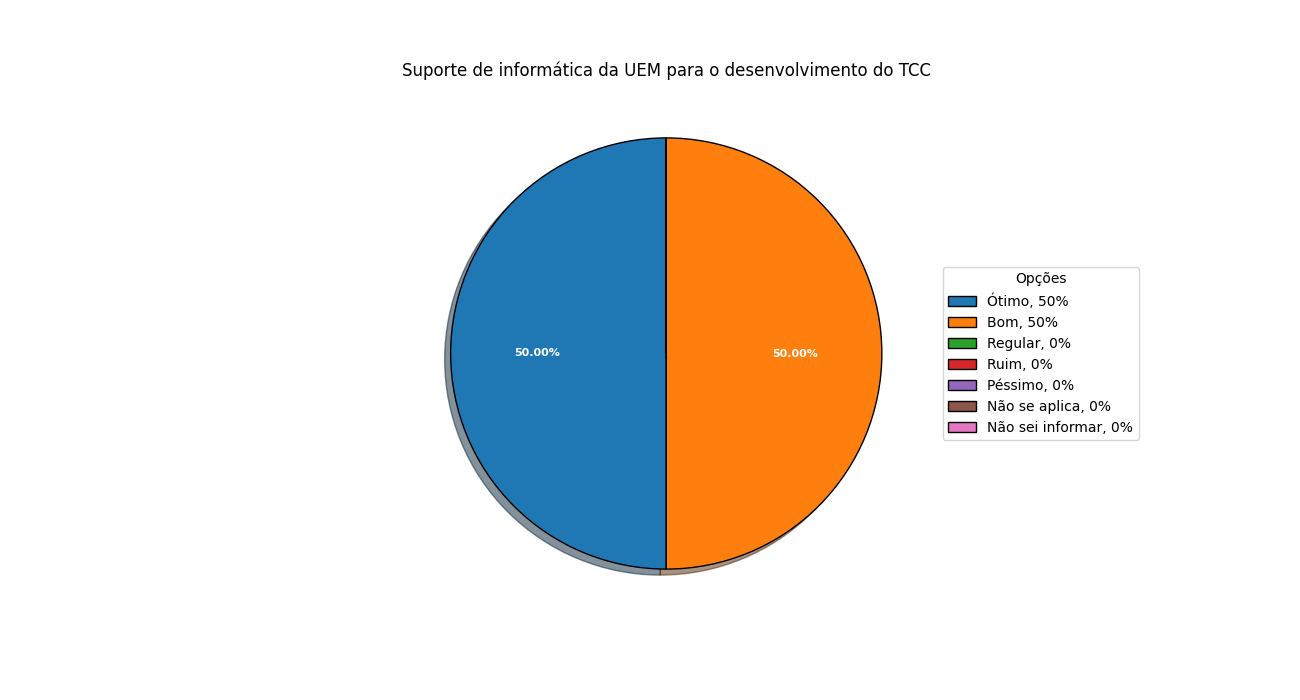 Suporte de informática da UEM para o desenvolvimento do TCC
50.00%
50.00%
Opções
Ótimo, 50%
Bom, 50%
Regular, 0%
Ruim, 0%
Péssimo, 0%
Não se aplica, 0%
Não sei informar, 0%